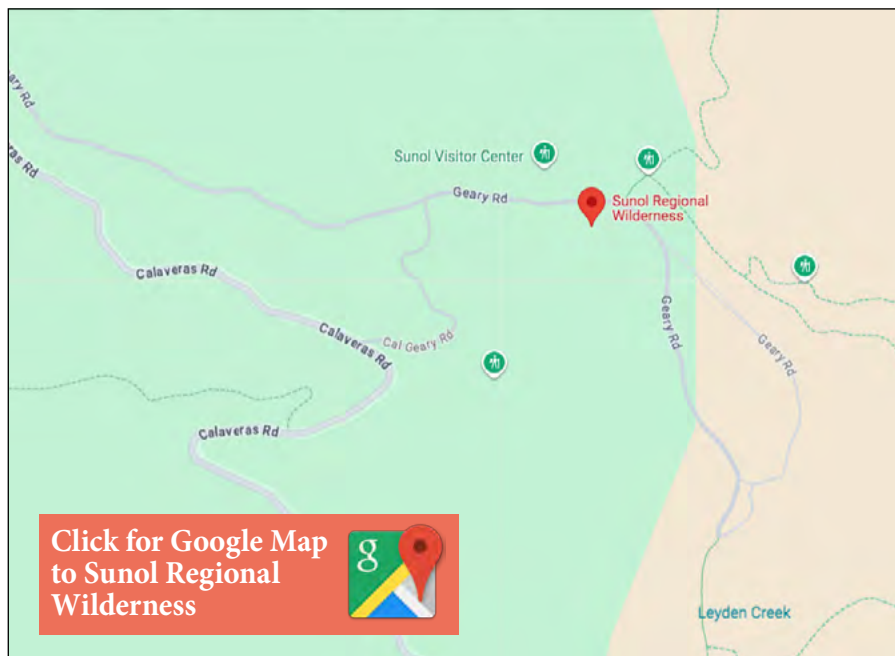 ary Rd
ras Rd
Sunol Visitor Center
Geary Rd
Sunol Regional
Wilderness
Calaveras Rd
Calaveras Rd
Cal Geary Rd
Geary Rd
Geary Rd
Calaveras Rd
Click for Google Map
to Sunol Regional
Wilderness
g
Leyden Creek